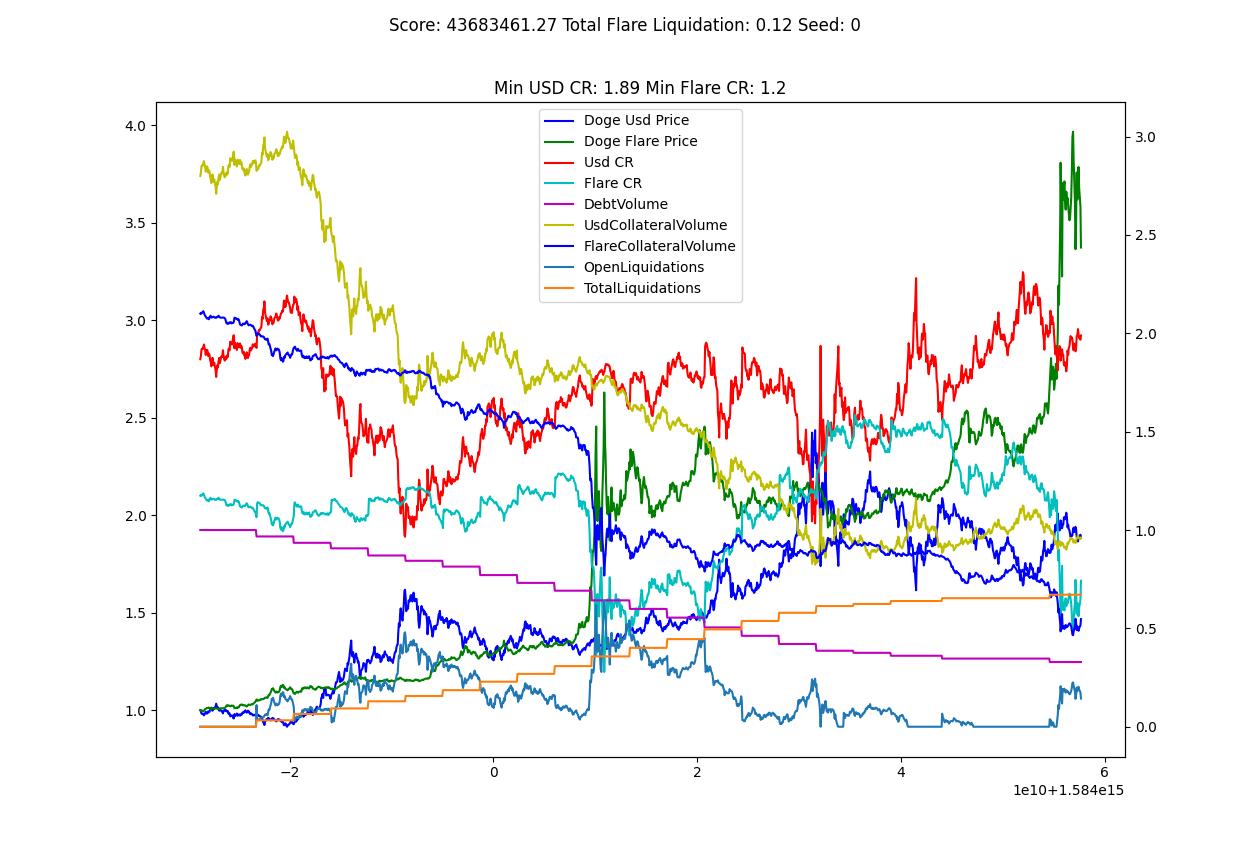 Score: 43683461.27 Total Flare Liquidation: 0.12 Seed: 0
Min USD CR: 1.89 Min Flare CR: 1.2
Doge Usd Price
Doge Flare Price
Usd CR
Flare CR
DebtVolume
UsdCollateralVolume
FlareCollateralVolume
OpenLiquidations
TotalLiquidations
4.0
3.5
3.0
2.5
2.0
1.5
1.0
3.0
2.5
2.0
1.5
1.0
0.5
0.0
−2
0
2
4
6
1e10+1.584e15